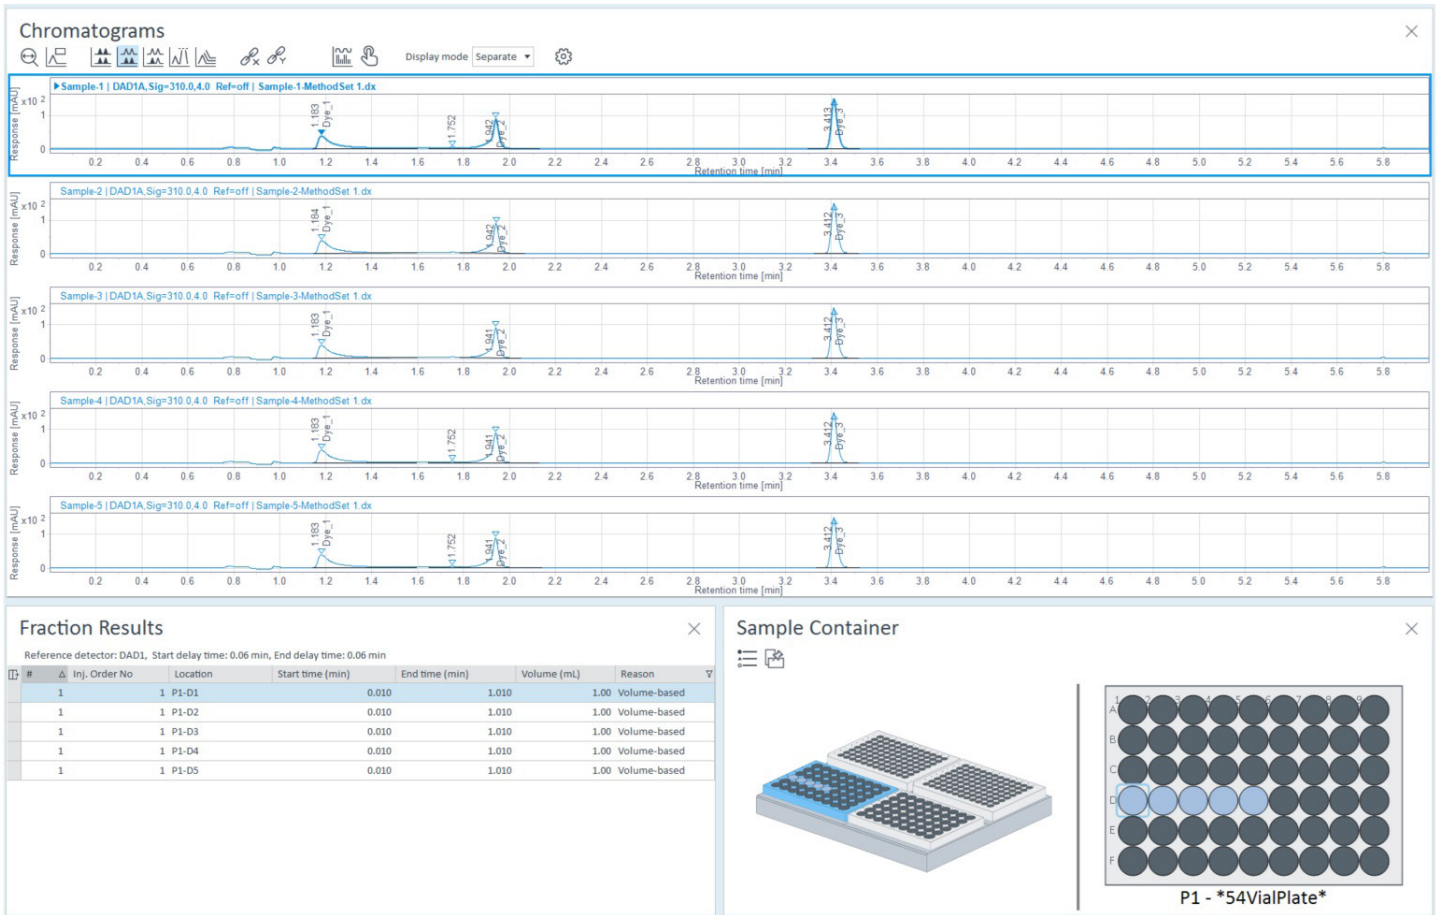 Chromatograms
Display mode Separate
Sample-1 | DAD1A,Sig=310.0,4.0 Ref=off | Sample-1-MethodSet 1.dx
Response [mAU]
x10 2
1
0
1.183
Dye_1
1.752
1.942
Dye_2
3.413
Dye_3
0.2 0.4 0.6 0.8 1.0 1.2 1.4 1.6 1.8 2.0 2.2 2.4 2.6 2.8 3.0 3.2 3.4 3.6 3.8 4.0 4.2 4.4 4.6 4.8 5.0 5.2 5.4 5.6 5.8
Retention time [min]
Sample-2 | DAD1A,Sig=310.0,4.0 Ref=off | Sample-2-MethodSet 1.dx
Response [mAU]
x10 2
1
0
1.184
Dye_1
1.942
Dye_2
3.412
Dye_3
0.2 0.4 0.6 0.8 1.0 1.2 1.4 1.6 1.8 2.0 2.2 2.4 2.6 2.8 3.0 3.2 3.4 3.6 3.8 4.0 4.2 4.4 4.6 4.8 5.0 5.2 5.4 5.6 5.8
Retention time [min]
Sample-3 | DAD1A,Sig=310.0,4.0 Ref=off | Sample-3-MethodSet 1.dx
Response [mAU]
x10 2
1
0
1.183
Dye_1
1.941
Dye_2
3.412
Dye_3
0.2 0.4 0.6 0.8 1.0 1.2 1.4 1.6 1.8 2.0 2.2 2.4 2.6 2.8 3.0 3.2 3.4 3.6 3.8 4.0 4.2 4.4 4.6 4.8 5.0 5.2 5.4 5.6 5.8
Retention time [min]
Sample-4 | DAD1A,Sig=310.0,4.0 Ref=off | Sample-4-MethodSet 1.dx
Response [mAU]
x10 2
1
0
1.183
Dye_1
1.752
1.941
Dye_2
3.412
Dye_3
0.2 0.4 0.6 0.8 1.0 1.2 1.4 1.6 1.8 2.0 2.2 2.4 2.6 2.8 3.0 3.2 3.4 3.6 3.8 4.0 4.2 4.4 4.6 4.8 5.0 5.2 5.4 5.6 5.8
Retention time [min]
Sample-5 | DAD1A,Sig=310.0,4.0 Ref=off | Sample-5-MethodSet 1.dx
Response [mAU]
x10 2
1
0
1.183
Dye_1
1.752
1.941
Dye_2
3.412
Dye_3
0.2 0.4 0.6 0.8 1.0 1.2 1.4 1.6 1.8 2.0 2.2 2.4 2.6 2.8 3.0 3.2 3.4 3.6 3.8 4.0 4.2 4.4 4.6 4.8 5.0 5.2 5.4 5.6 5.8
Retention time [min]
Fraction Results
Reference detector: DAD1, Start delay time: 0.06 min, End delay time: 0.06 min
# Inj. Order No Location Start time (min) End time (min) Volume (mL) Reason
1 1 P1-D1 0.010 1.010 1.00 Volume-based
1 1 P1-D2 0.010 1.010 1.00 Volume-based
1 1 P1-D3 0.010 1.010 1.00 Volume-based
1 1 P1-D4 0.010 1.010 1.00 Volume-based
1 1 P1-D5 0.010 1.010 1.00 Volume-based
Sample Container
1 2 3 4 5 6 7 8 9
A
B
C
D
E
F
P1 - *54VialPlate*